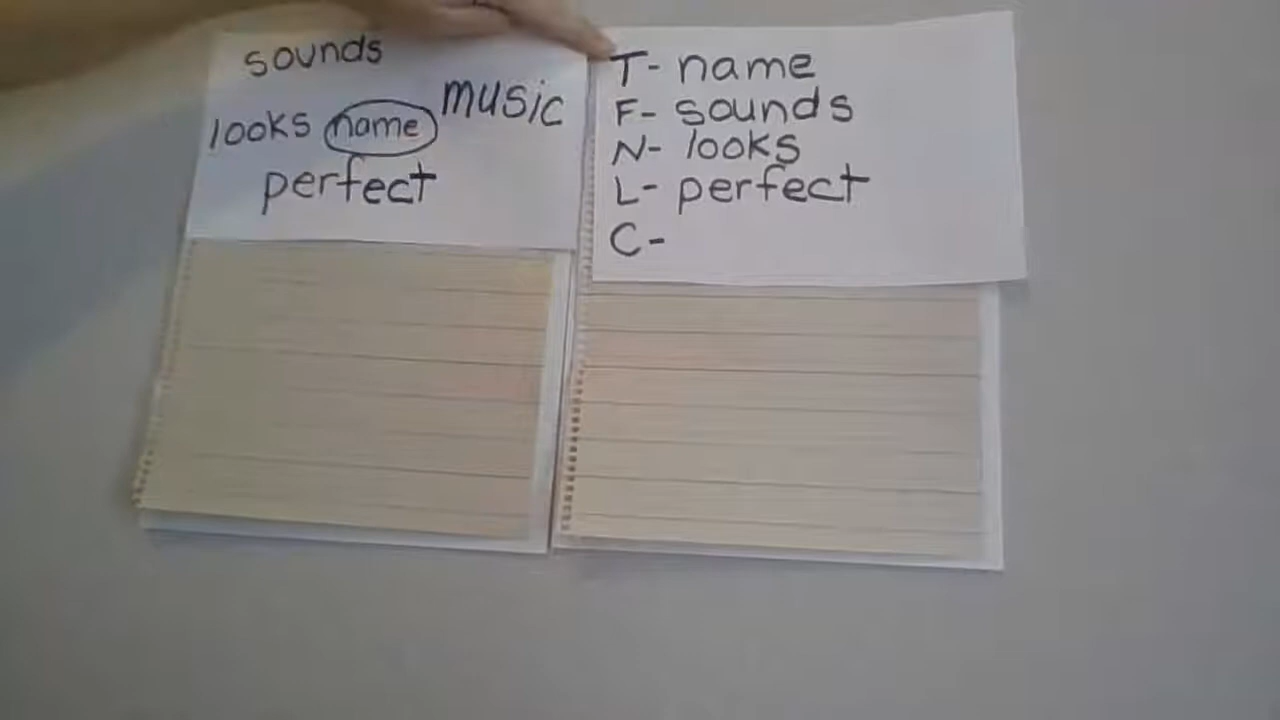 sounds
looks name music
perfect
T- name
F- sounds
N- looks
L- perfect
C-